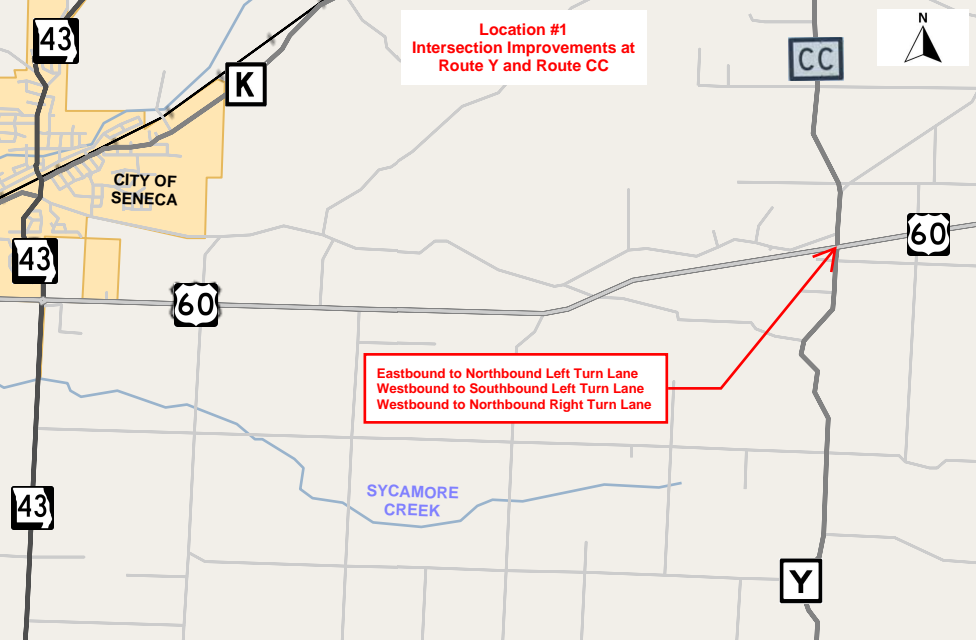 Location #1
Intersection Improvements at
Route Y and Route CC
N
43
CC
K
CITY OF
SENECA
60
43
60
Eastbound to Northbound Left Turn Lane
Westbound to Southbound Left Turn Lane
Westbound to Northbound Right Turn Lane
SYCAMORE
CREEK
43
Y